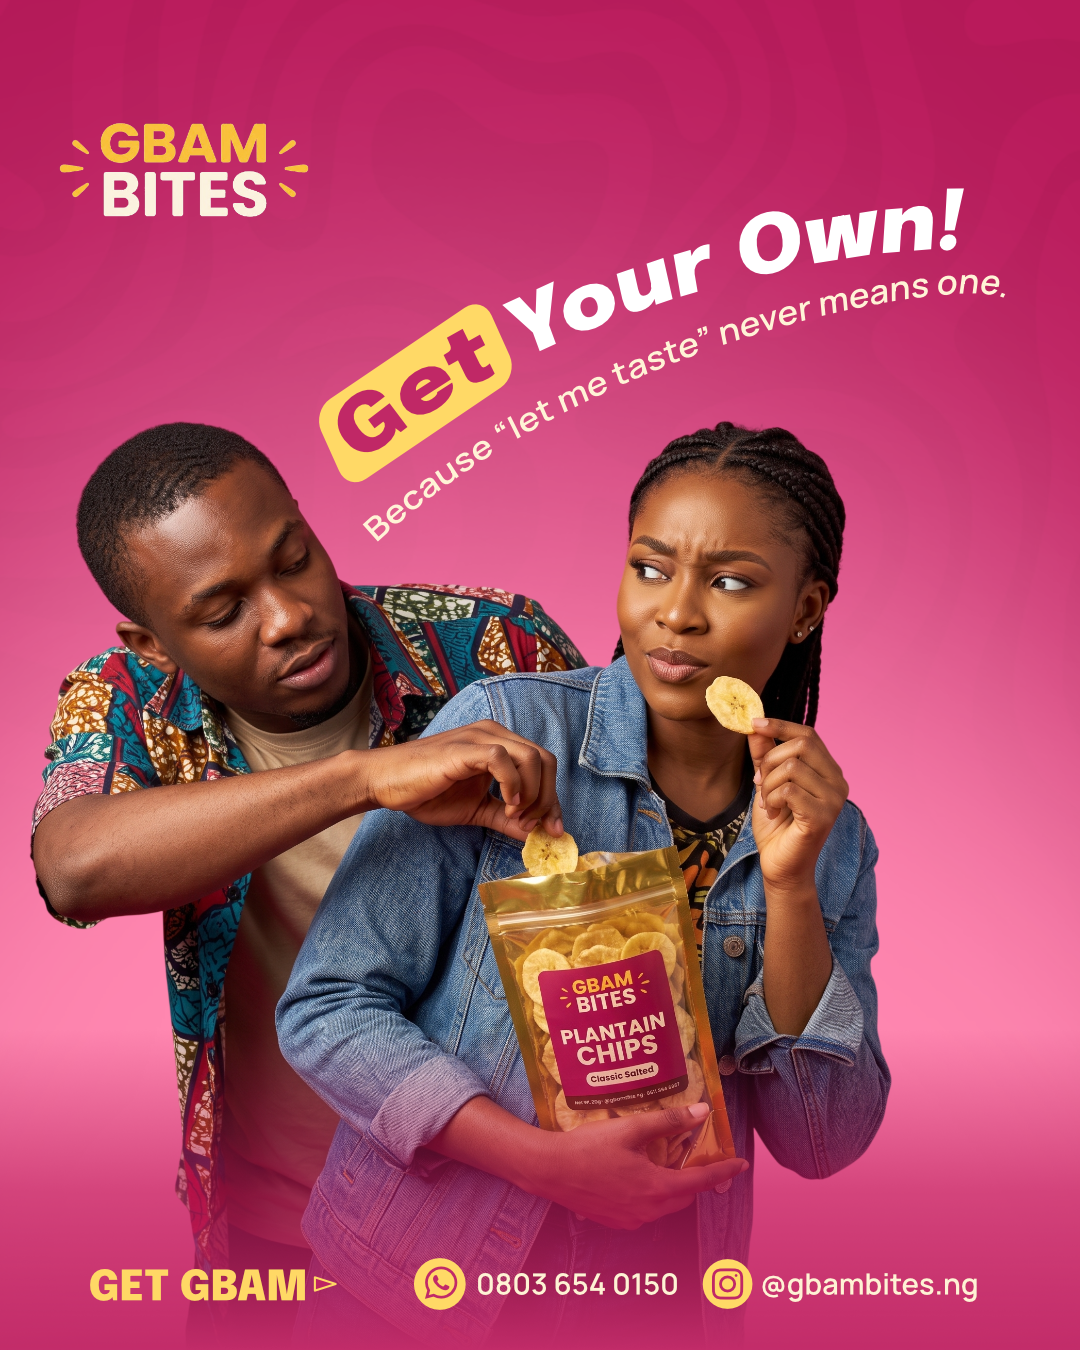 GBAM
BITES
Get Your Own!
Because “let me taste” never means one.
GBAM
BITES
PLANTAIN
CHIPS
Classic Salted
GET GBAM
0803 654 0150
@gbambites.ng